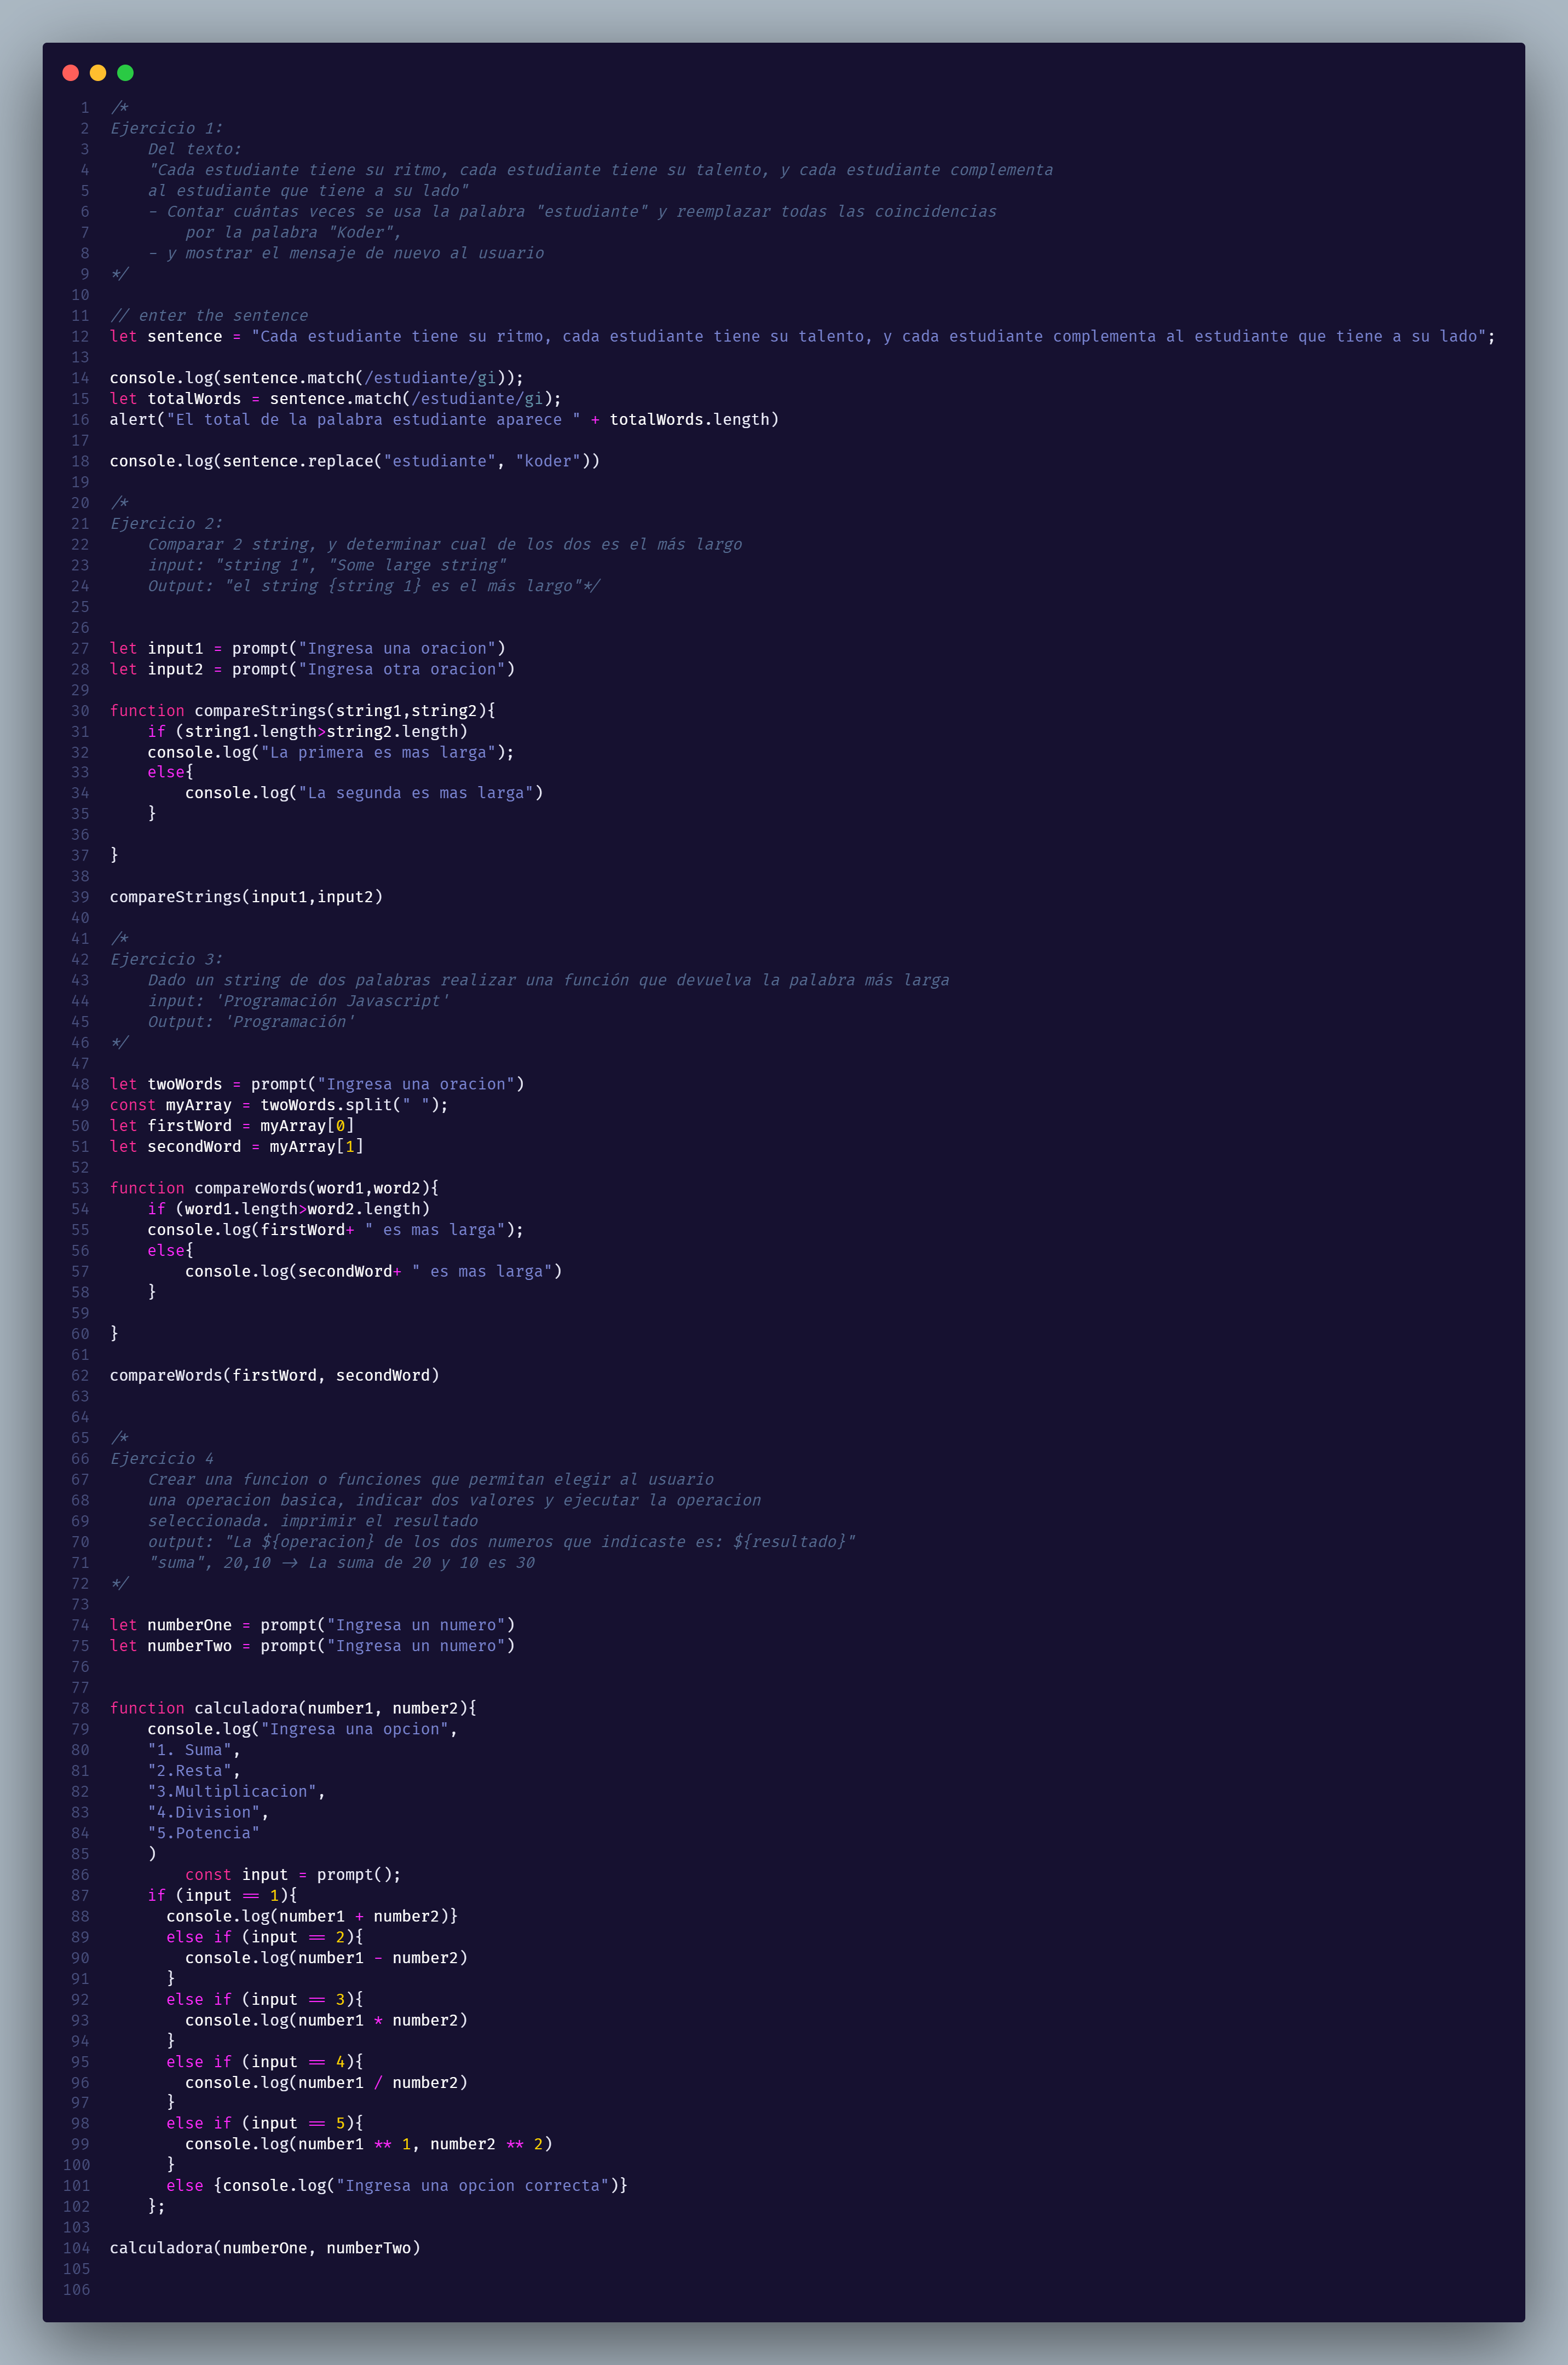 1 /*
2 Ejercicio 1:
3     Del texto:
4     "Cada estudiante tiene su ritmo, cada estudiante tiene su talento, y cada estudiante complementa
5     al estudiante que tiene a su lado"
6     - Contar cuántas veces se usa la palabra "estudiante" y reemplazar todas las coincidencias
7         por la palabra "Koder",
8     - y mostrar el mensaje de nuevo al usuario
9 */
10
11 // enter the sentence
12 let sentence = "Cada estudiante tiene su ritmo, cada estudiante tiene su talento, y cada estudiante complementa al estudiante que tiene a su lado";
13
14 console.log(sentence.match(/estudiante/gi));
15 let totalWords = sentence.match(/estudiante/gi);
16 alert("El total de la palabra estudiante aparece " + totalWords.length)
17
18 console.log(sentence.replace("estudiante", "koder"))
19
20 /*
21 Ejercicio 2:
22     Comparar 2 string, y determinar cual de los dos es el más largo
23     input: "string 1", "Some large string"
24     Output: "el string {string 1} es el más largo"*/
25
26
27 let input1 = prompt("Ingresa una oracion")
28 let input2 = prompt("Ingresa otra oracion")
29
30 function compareStrings(string1,string2){
31     if (string1.length>string2.length)
32     console.log("La primera es mas larga");
33     else{
34         console.log("La segunda es mas larga")
35     }
36
37 }
38
39 compareStrings(input1,input2)
40
41 /*
42 Ejercicio 3:
43     Dado un string de dos palabras realizar una función que devuelva la palabra más larga
44     input: 'Programación Javascript'
45     Output: 'Programación'
46 */
47
48 let twoWords = prompt("Ingresa una oracion")
49 const myArray = twoWords.split(" ");
50 let firstWord = myArray[0]
51 let secondWord = myArray[1]
52
53 function compareWords(word1,word2){
54     if (word1.length>word2.length)
55     console.log(firstWord+ " es mas larga");
56     else{
57         console.log(secondWord+ " es mas larga")
58     }
59
60 }
61
62 compareWords(firstWord, secondWord)
63
64
65 /*
66 Ejercicio 4
67     Crear una funcion o funciones que permitan elegir al usuario
68     una operacion basica, indicar dos valores y ejecutar la operacion
69     seleccionada. imprimir el resultado
70     output: "La ${operacion} de los dos numeros que indicaste es: ${resultado}"
71     "suma", 20,10 -> La suma de 20 y 10 es 30
72 */
73
74 let numberOne = prompt("Ingresa un numero")
75 let numberTwo = prompt("Ingresa un numero")
76
77
78 function calculadora(number1, number2){
79     console.log("Ingresa una opcion",
80     "1. Suma",
81     "2.Resta",
82     "3.Multiplicacion",
83     "4.Division",
84     "5.Potencia"
85     )
86         const input = prompt();
87     if (input == 1){
88       console.log(number1 + number2)}
89       else if (input == 2){
90         console.log(number1 - number2)
91       }
92       else if (input == 3){
93         console.log(number1 * number2)
94       }
95       else if (input == 4){
96         console.log(number1 / number2)
97       }
98       else if (input == 5){
99         console.log(number1 ** 1, number2 ** 2)
100       }
101       else {console.log("Ingresa una opcion correcta")}
102     };
103
104 calculadora(numberOne, numberTwo)
105
106